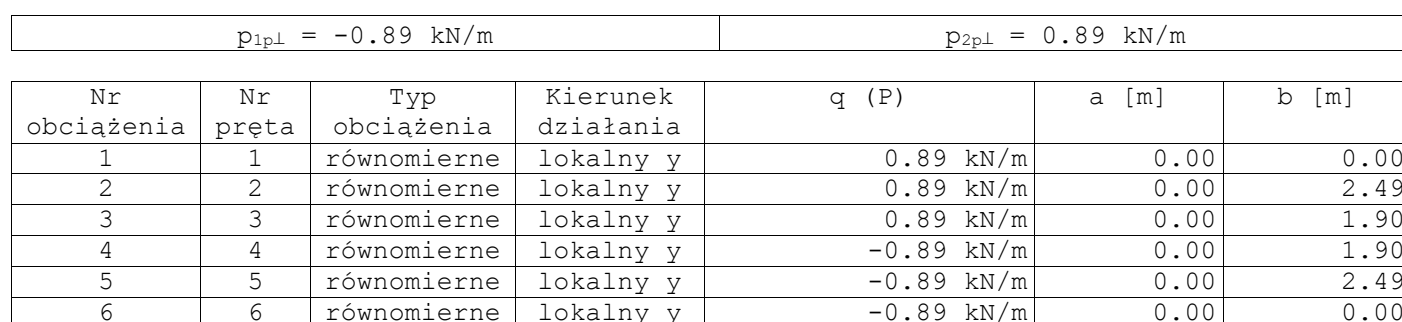 p1p⊥ = -0.89 kN/m p2p⊥ = 0.89 kN/m
Nr obciążenia Nr pręta Typ obciążenia Kierunek działania q (P) a [m] b [m]
1 1 równomierne lokalny y 0.89 kN/m 0.00 0.00
2 2 równomierne lokalny y 0.89 kN/m 0.00 2.49
3 3 równomierne lokalny y 0.89 kN/m 0.00 1.90
4 4 równomierne lokalny y -0.89 kN/m 0.00 1.90
5 5 równomierne lokalny y -0.89 kN/m 0.00 2.49
6 6 równomierne lokalny y -0.89 kN/m 0.00 0.00